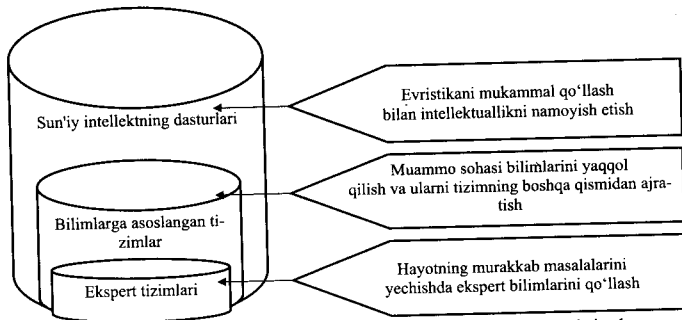 Sun'iy intellektning dasturlari
Evristikani mukammal qo‘llash
bilan intellektuallikni namoyish etish
Bilimlarga asoslangan ti-
zimlar
Muammo sohasi bilimlarini yaqqol
qilish va ularni tizimning boshqa qismidan ajra-
tish
Ekspert tizimlari
Hayotning murakkab masalalarini
yechishda ekspert bilimlarini qo‘llash